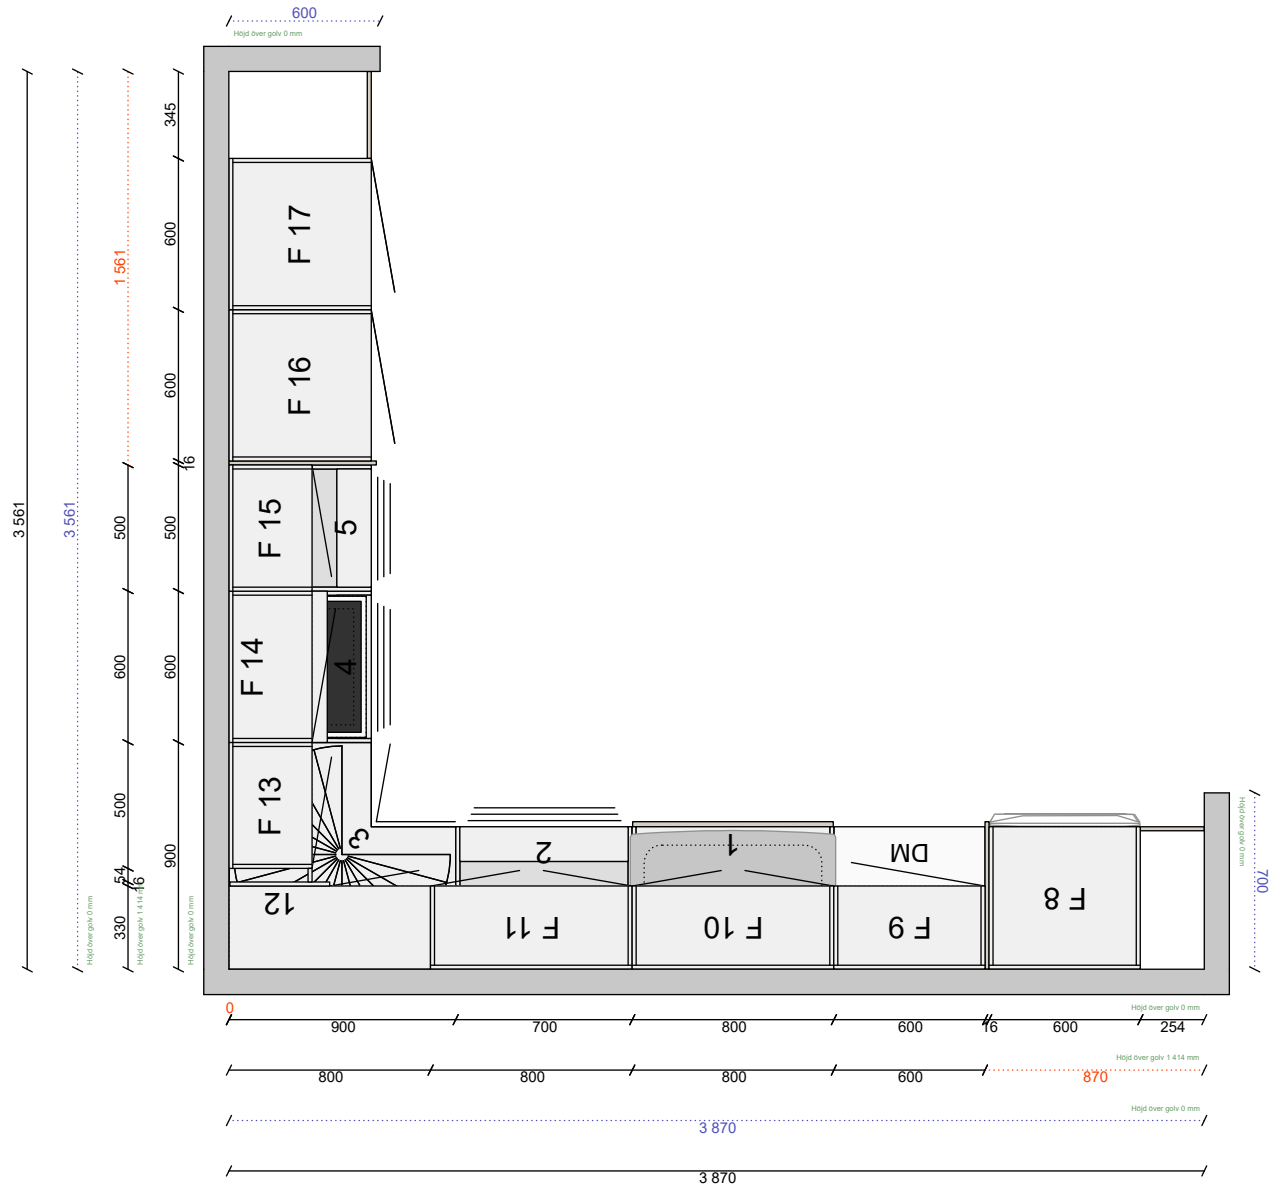 600
Höjd över golv 0 mm
345
600
1 561
600
16
3 561
3 561
500
500
600
600
500
900
54
16
330
Höjd över golv 0 mm
Höjd över golv 1 414 mm
Höjd över golv 0 mm
F 17
F 16
F 15
5
F 14
4
F 13
3
12
2
1
DM
F 11
F 10
F 9
F 8
Höjd över golv 0 mm
700
0
Höjd över golv 0 mm
900
700
800
600
16
600
254
Höjd över golv 1 414 mm
800
800
800
600
870
Höjd över golv 0 mm
3 870
3 870